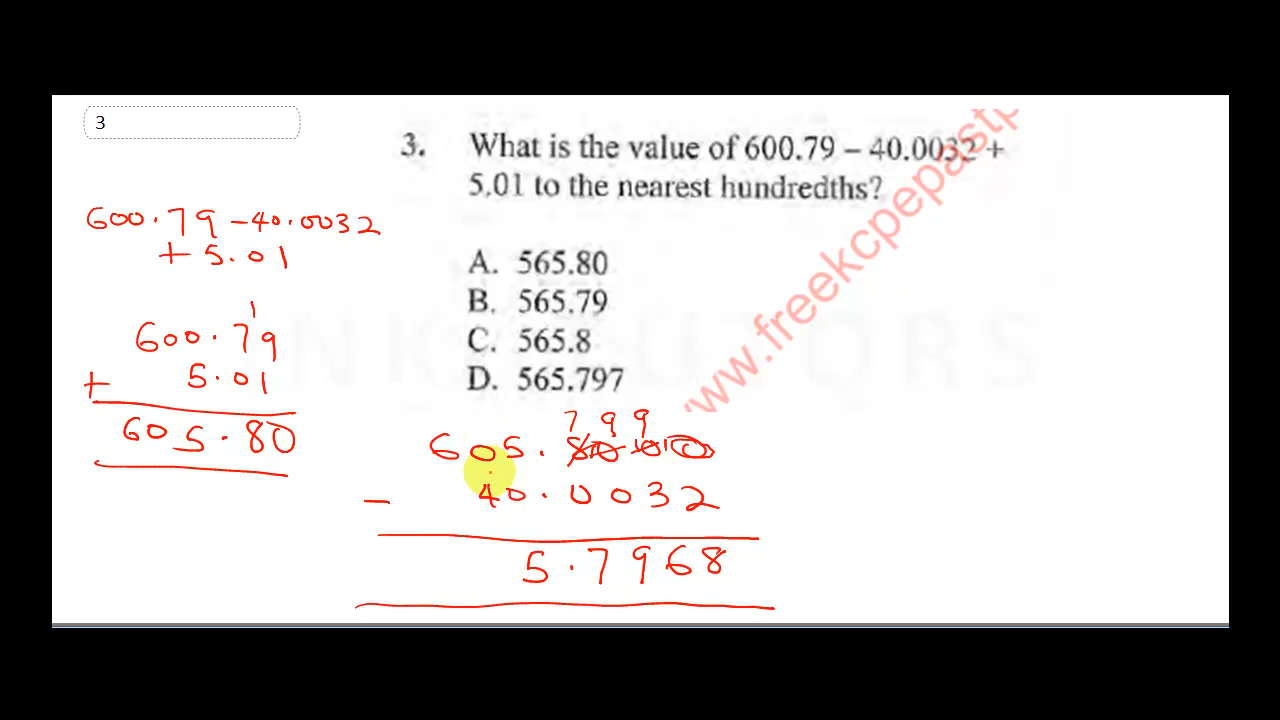 3
3. What is the value of 600.79 – 40.0032 +
5.01 to the nearest hundredths?
A. 565.80
B. 565.79
C. 565.8
D. 565.797
www.freekcpepastp
600.79 – 40.0032
+ 5.01
1
600.79
+ 5.01
605.80
7 9 9
605.
– 40.0032
5.7968